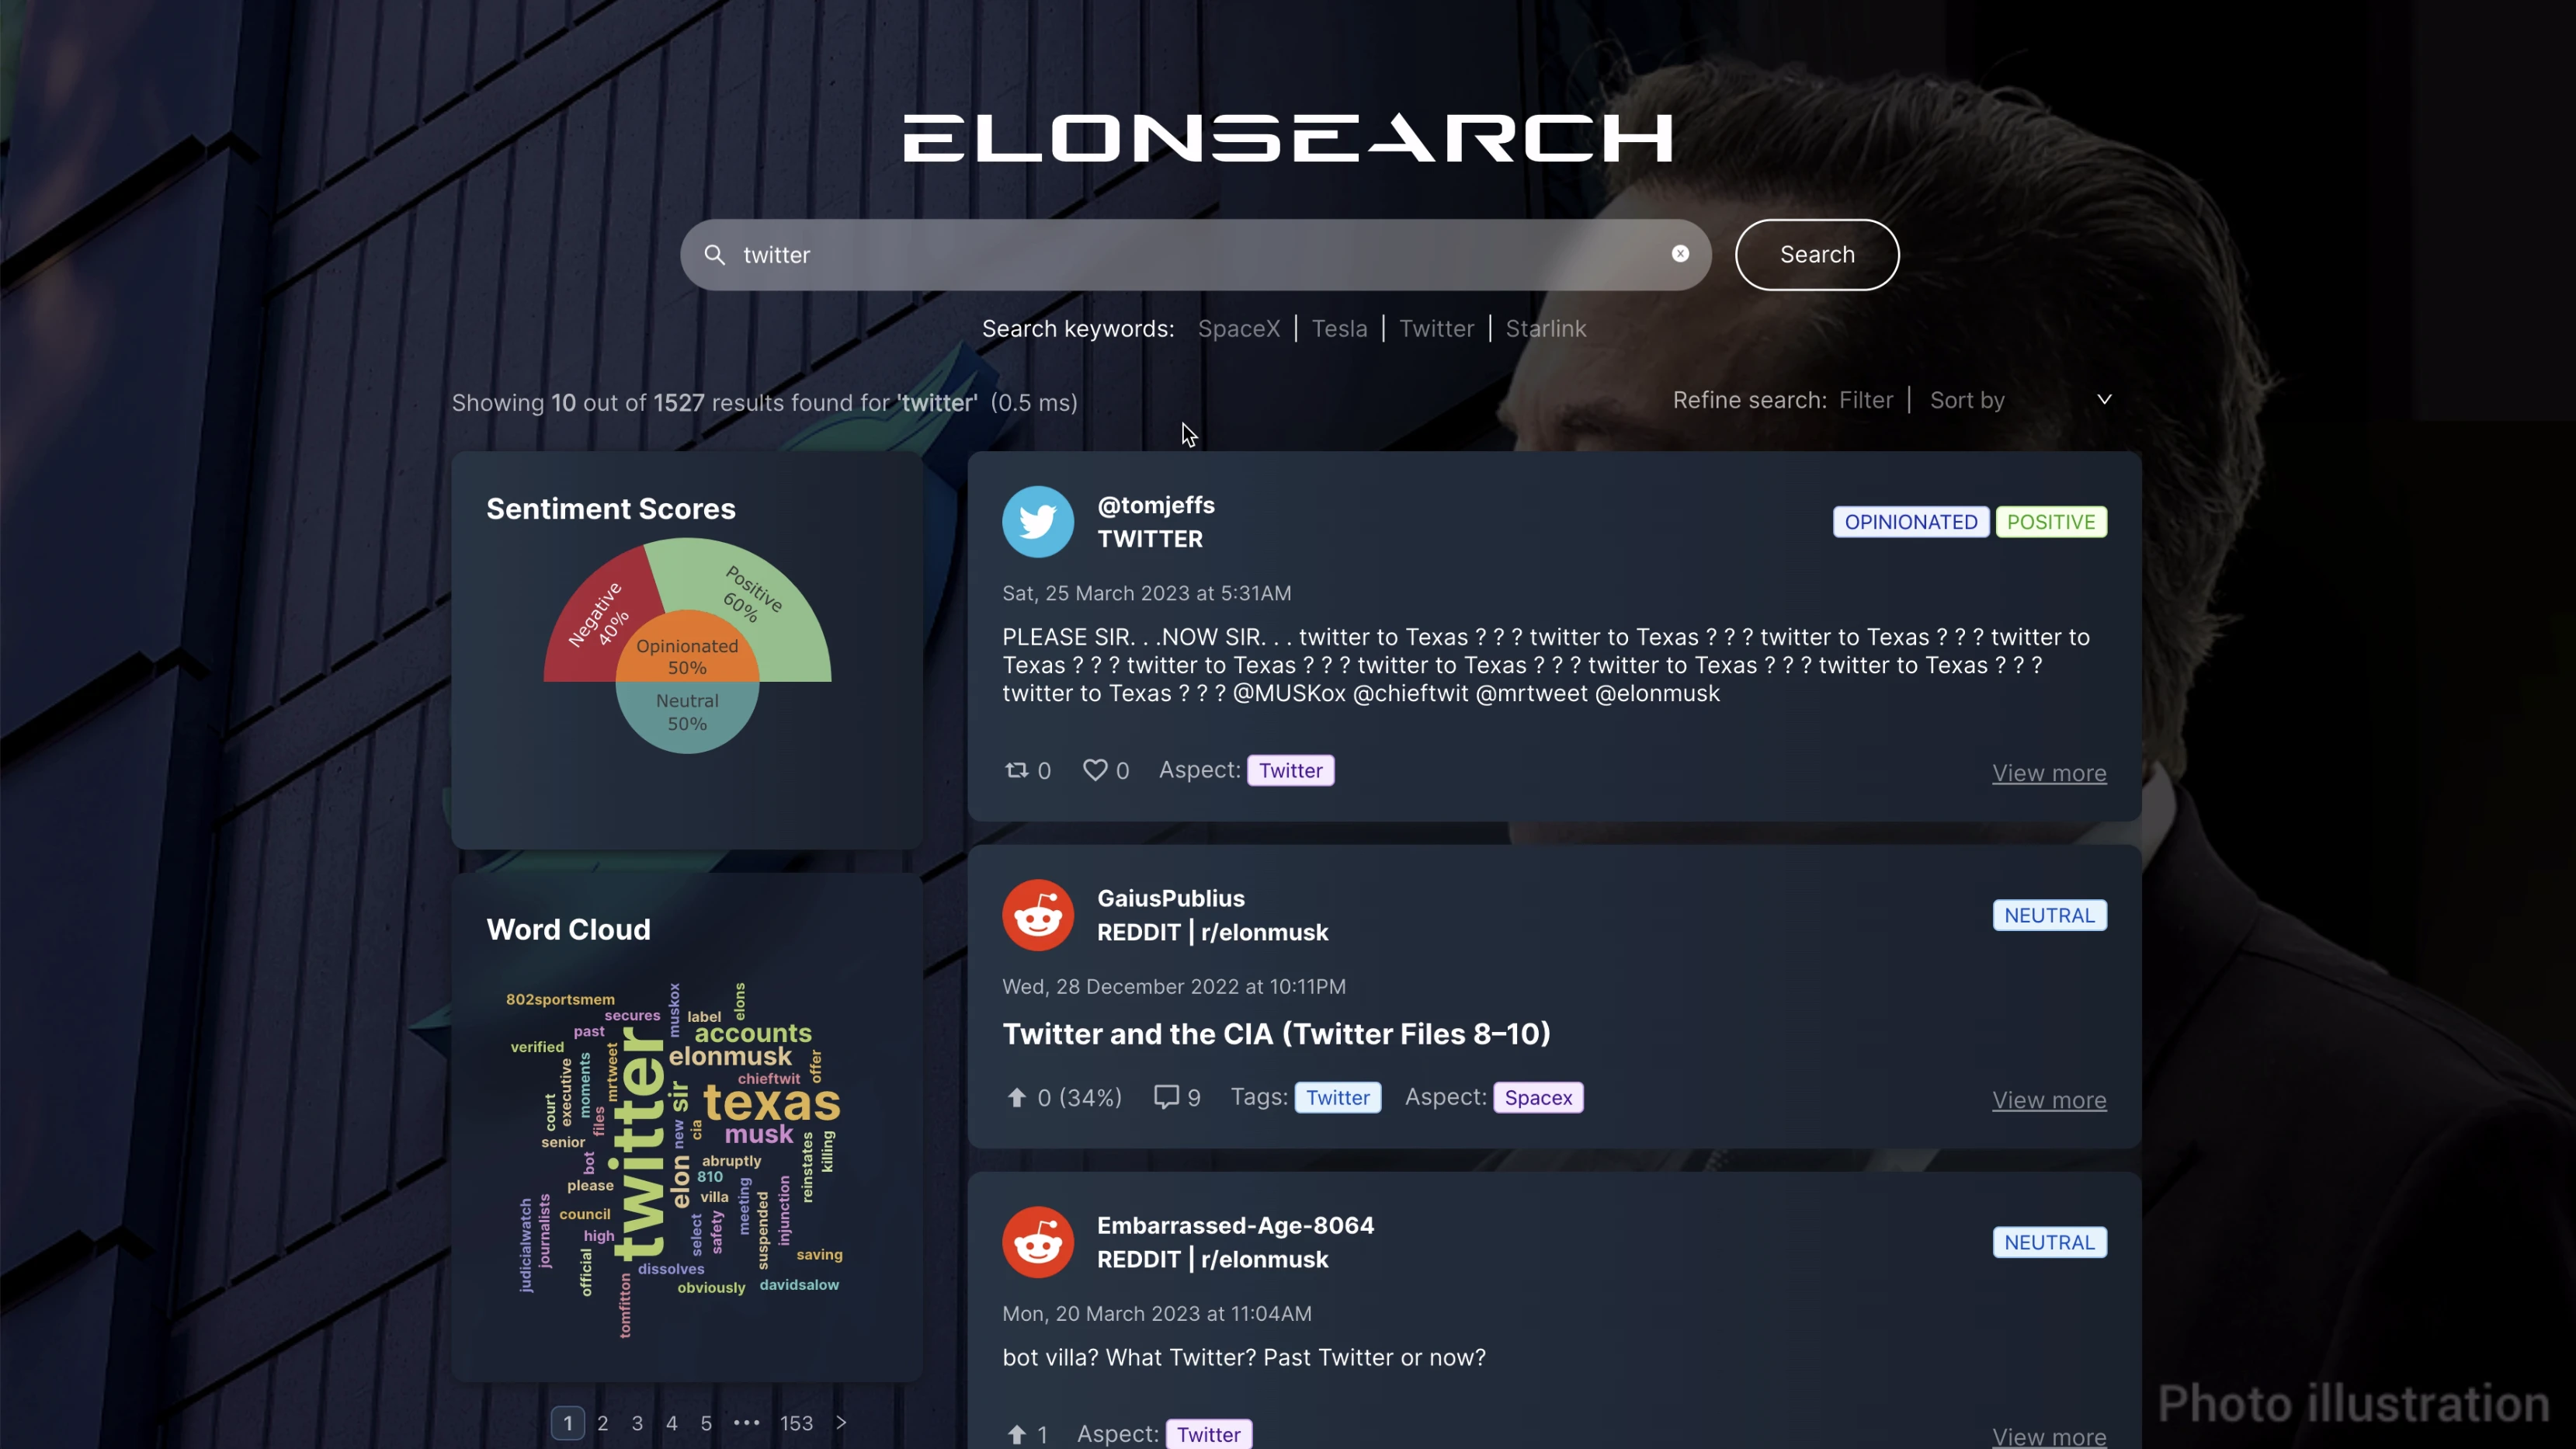 ELONSEARCH
twitter
Search
Search keywords: SpaceX | Tesla | Twitter | Starlink
Showing 10 out of 1527 results found for 'twitter' (0.5 ms)
Refine search: Filter | Sort by
Sentiment Scores
Negative
40%
Positive
60%
Opinionated
50%
Neutral
50%
Word Cloud
802sportsmem
secures
muskox
label
elons
past
accounts
verified
elonmusk
mrtweet
moments
executive
court
files
chieftwit
offer
twitter
sir
texas
new
cia
musk
senior
bot
reinstates
killing
abruptly
elon
810
please
villa
meeting
suspended
injunction
council
select
safety
judicialwatch
journalists
high
official
saving
dissolves
obviously
davidsalow
tomfitton
1 2 3 4 5 ••• 153 >
@tomjeffs
TWITTER
OPINIONATED POSITIVE
Sat, 25 March 2023 at 5:31AM
PLEASE SIR. . .NOW SIR. . . twitter to Texas ? ? ? twitter to Texas ? ? ? twitter to Texas ? ? ? twitter to
Texas ? ? ? twitter to Texas ? ? ? twitter to Texas ? ? ? twitter to Texas ? ? ? twitter to Texas ? ? ?
twitter to Texas ? ? ? @MUSKox @chieftwit @mrtweet @elonmusk
0 0 Aspect: Twitter
View more
GaiusPublius
REDDIT | r/elonmusk
NEUTRAL
Wed, 28 December 2022 at 10:11PM
Twitter and the CIA (Twitter Files 8–10)
0 (34%) 9 Tags: Twitter Aspect: Spacex
View more
Embarrassed-Age-8064
REDDIT | r/elonmusk
NEUTRAL
Mon, 20 March 2023 at 11:04AM
bot villa? What Twitter? Past Twitter or now?
1 Aspect: Twitter
View more
Photo illustration